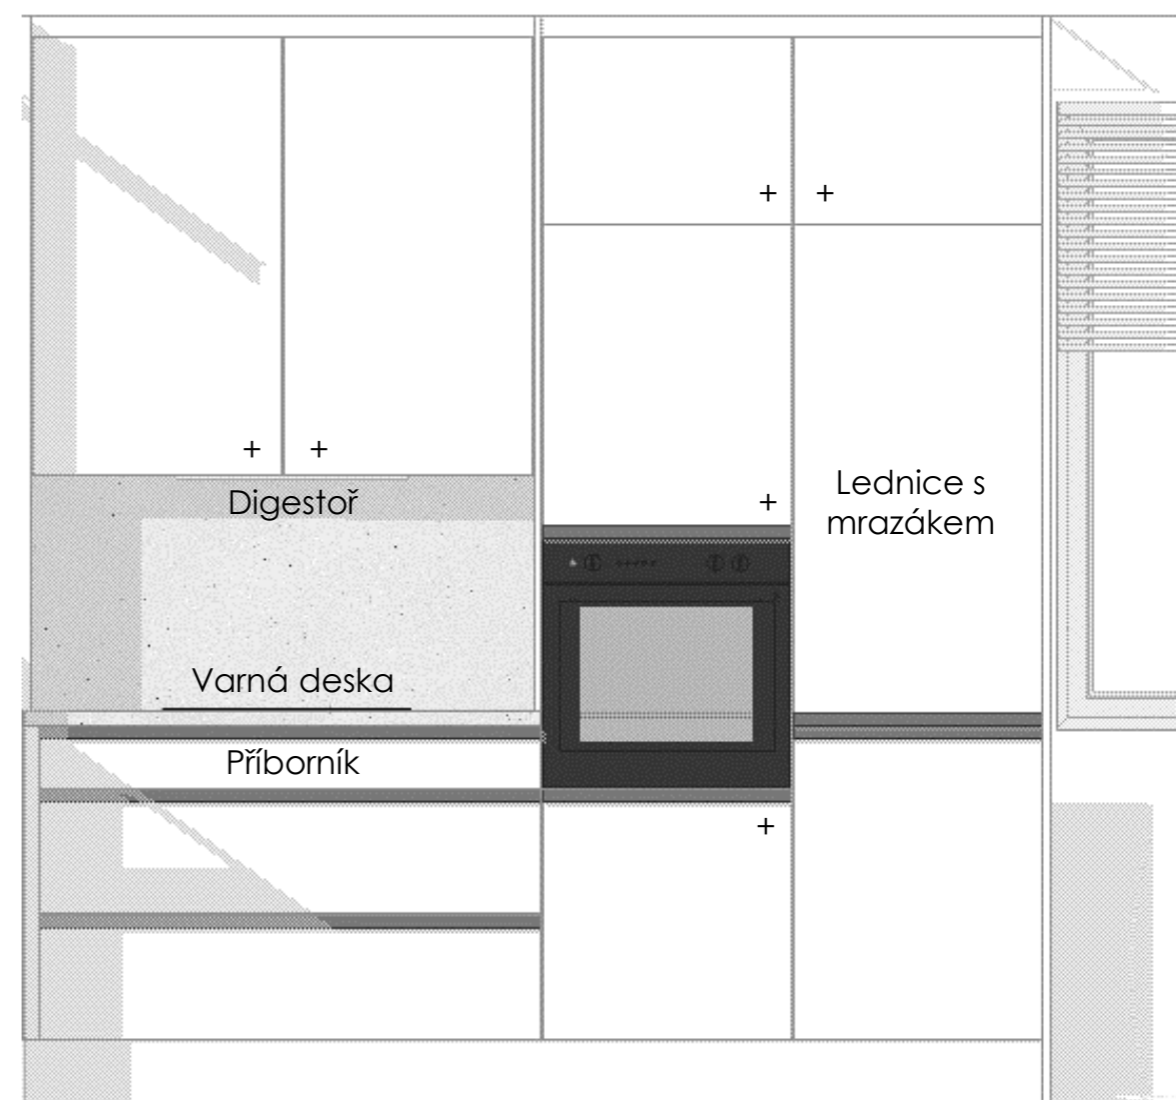 + +
+ +
Digestoř
+
Lednice s
mrazákem
Varná deska
Příborník
+